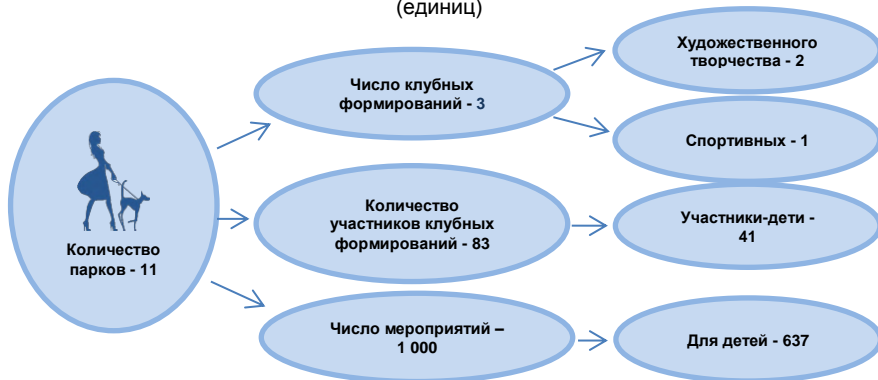 (единиц)
Количество
парков - 11
Число клубных
формирований - 3
Художественного
творчества - 2
Спортивных - 1
Количество
участников клубных
формирований - 83
Участники-дети -
41
Число мероприятий –
1 000
Для детей - 637